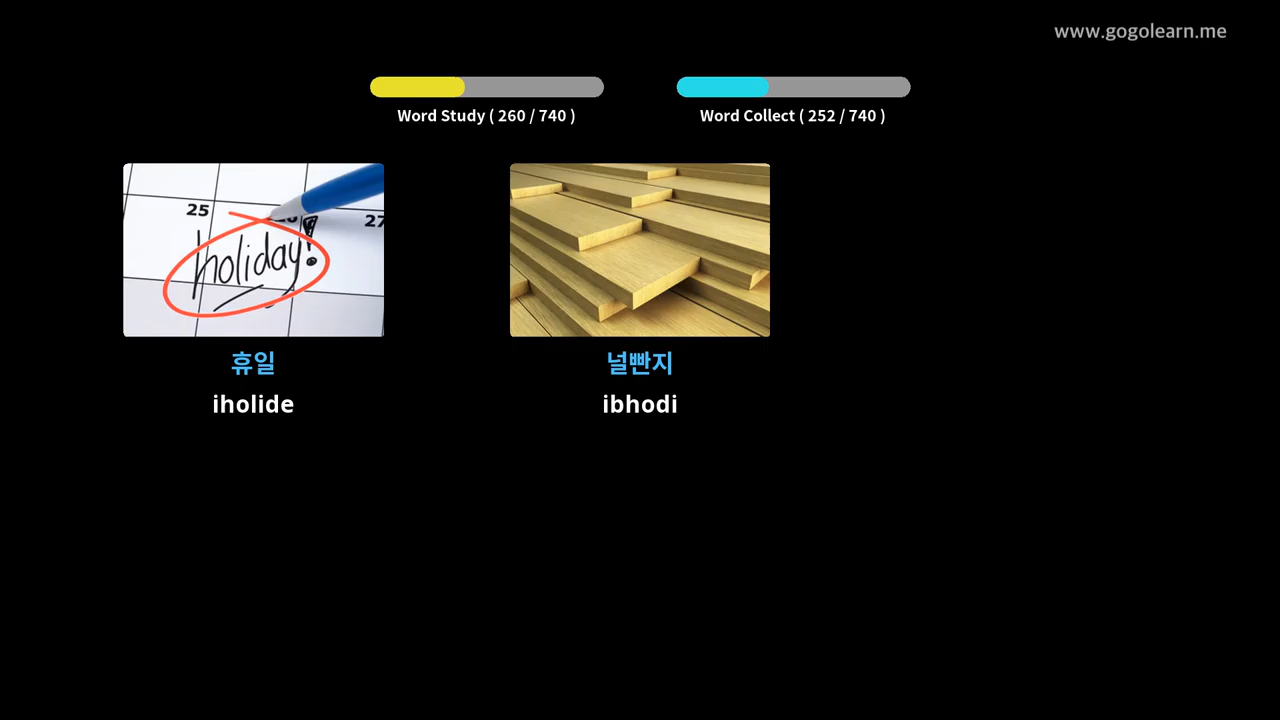 www.gogolearn.me
Word Study ( 260 / 740 )
Word Collect ( 252 / 740 )
25
27
holiday!
휴일
널빤지
iholide
ibhodi